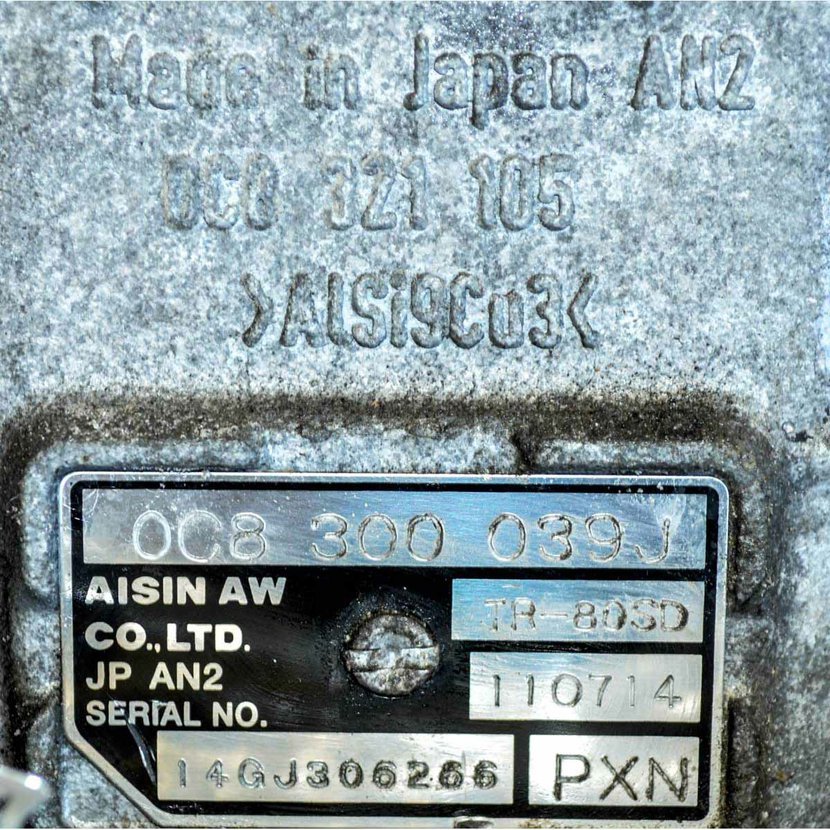 Made in Japan AN2
0C8 321 105
>AlSi9Cu3<
0C8 300 039J
AISIN AW
CO.,LTD.
JP AN2
SERIAL NO.
TR-80SD
110714
14GJ306266
PXN